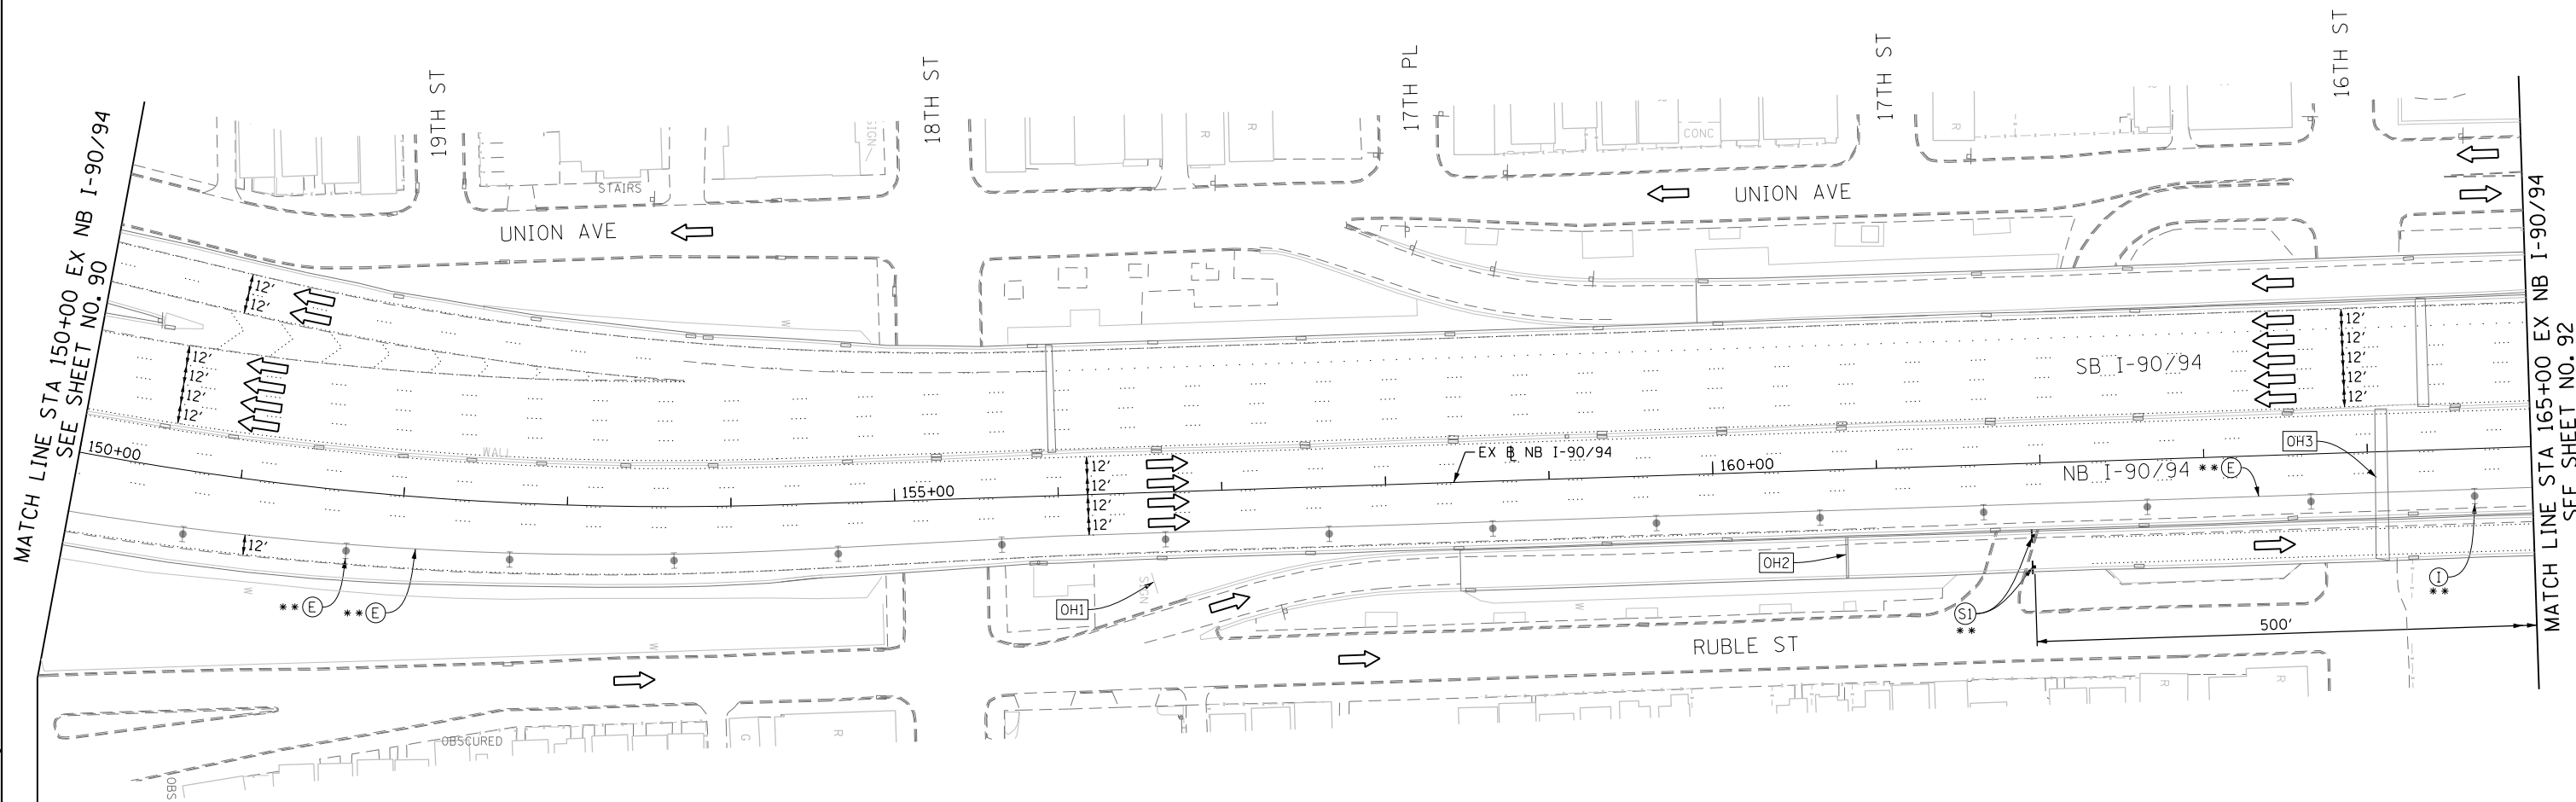 19TH ST
18TH ST
17TH PL
17TH ST
16TH ST
MATCH LINE STA 150+00 EX NB I-90/94
SEE SHEET NO. 90
SIGN
R
R
R
CONC
R
R
STAIRS
UNION AVE
UNION AVE
12'
12'
12'
12'
12'
12'
W
WALL
12'
12'
12'
12'
12'
SB I-90/94
150+00
155+00
160+00
EX B NB I-90/94
NB I-90/94
** E
OH3
12'
12'
12'
12'
12'
** E
** E
W
W
OH1
SIGN
OH2
W
S1
**
I
**
500'
RUBLE ST
MATCH LINE STA 165+00 EX NB I-90/94
SEE SHEET NO. 92
G
R
R
R
OBSCURED
OBS